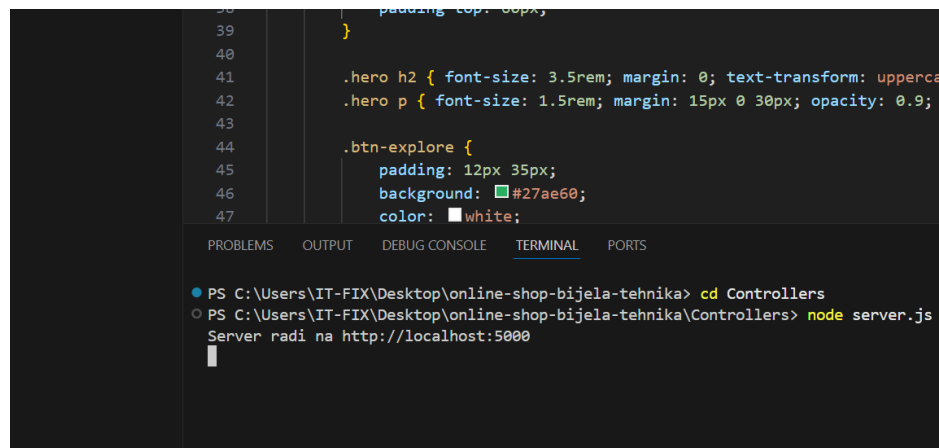 38 padding-top: 60px;
39 }
40
41 .hero h2 { font-size: 3.5rem; margin: 0; text-transform: upperca
42 .hero p { font-size: 1.5rem; margin: 15px 0 30px; opacity: 0.9;
43
44 .btn-explore {
45 padding: 12px 35px;
46 background: #27ae60;
47 color: white;
PROBLEMS OUTPUT DEBUG CONSOLE TERMINAL PORTS
PS C:\Users\IT-FIX\Desktop\online-shop-bijela-tehnika> cd Controllers
PS C:\Users\IT-FIX\Desktop\online-shop-bijela-tehnika\Controllers> node server.js
Server radi na http://localhost:5000